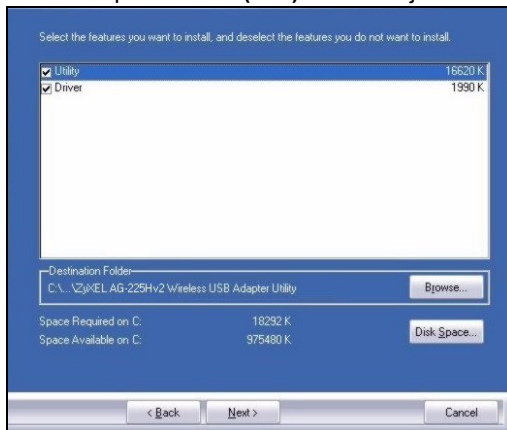 Select the features you want to install, and deselect the features you do not want to install.
Utility 16620 K
Driver 1990 K
Destination Folder
C:\...\ZyXEL AG-225Hv2 Wireless USB Adapter Utility Browse...
Space Required on C: 18292 K
Space Available on C: 975480 K
Disk Space...
< Back Next > Cancel